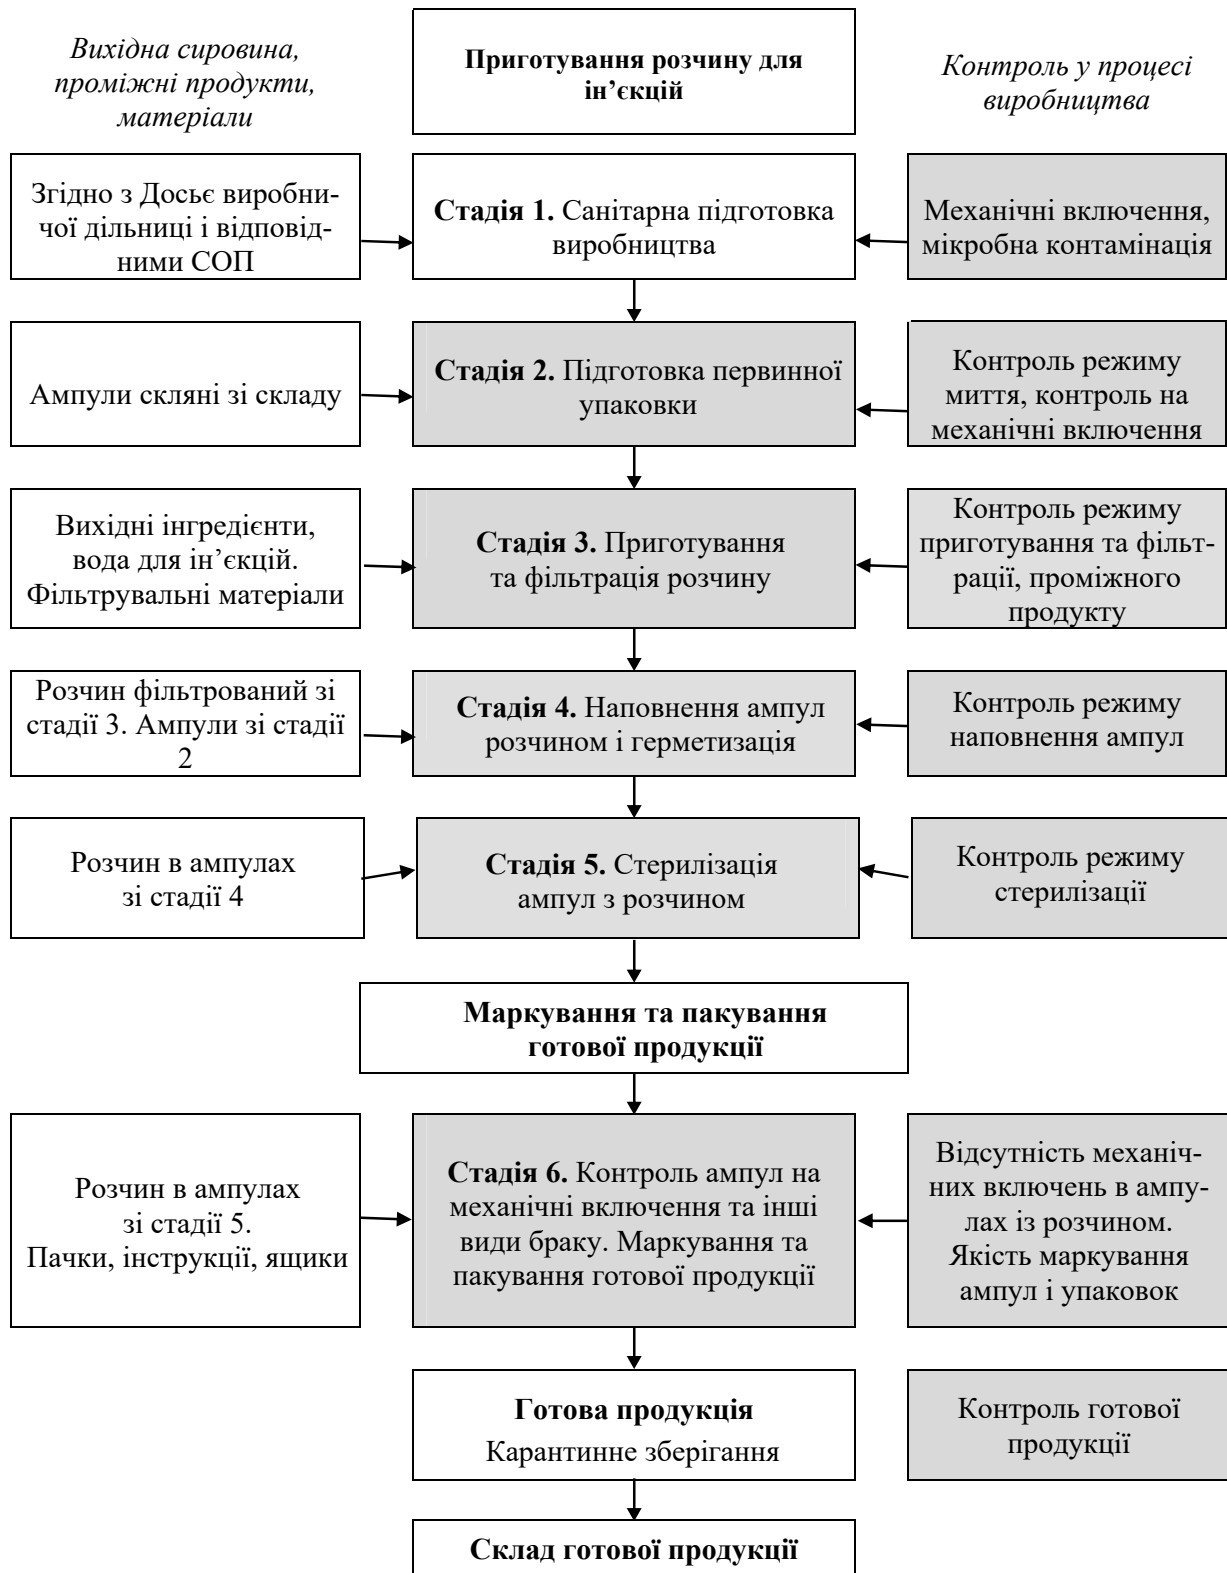 Вихідна сировина,
проміжні продукти,
матеріали
Приготування розчину для
ін’єкцій
Контроль у процесі
виробництва
Згідно з Досьє виробни-
чої дільниці і відповід-
ними СОП
Стадія 1. Санітарна підготовка
виробництва
Механічні включення,
мікробна контамінація
Ампули скляні зі складу
Стадія 2. Підготовка первинної
упаковки
Контроль режиму
миття, контроль на
механічні включення
Вихідні інгредієнти,
вода для ін’єкцій.
Фільтрувальні матеріали
Стадія 3. Приготування
та фільтрація розчину
Контроль режиму
приготування та фільт-
рації, проміжного
продукту
Розчин фільтрований зі
стадії 3. Ампули зі стадії
2
Стадія 4. Наповнення ампул
розчином і герметизація
Контроль режиму
наповнення ампул
Розчин в ампулах
зі стадії 4
Стадія 5. Стерилізація
ампул з розчином
Контроль режиму
стерилізації
Маркування та пакування
готової продукції
Розчин в ампулах
зі стадії 5.
Пачки, інструкції, ящики
Стадія 6. Контроль ампул на
механічні включення та інші
види браку. Маркування та
пакування готової продукції
Відсутність механіч-
них включень в ампу-
лах із розчином.
Якість маркування
ампул і упаковок
Готова продукція
Карантинне зберігання
Контроль готової
продукції
Склад готової продукції